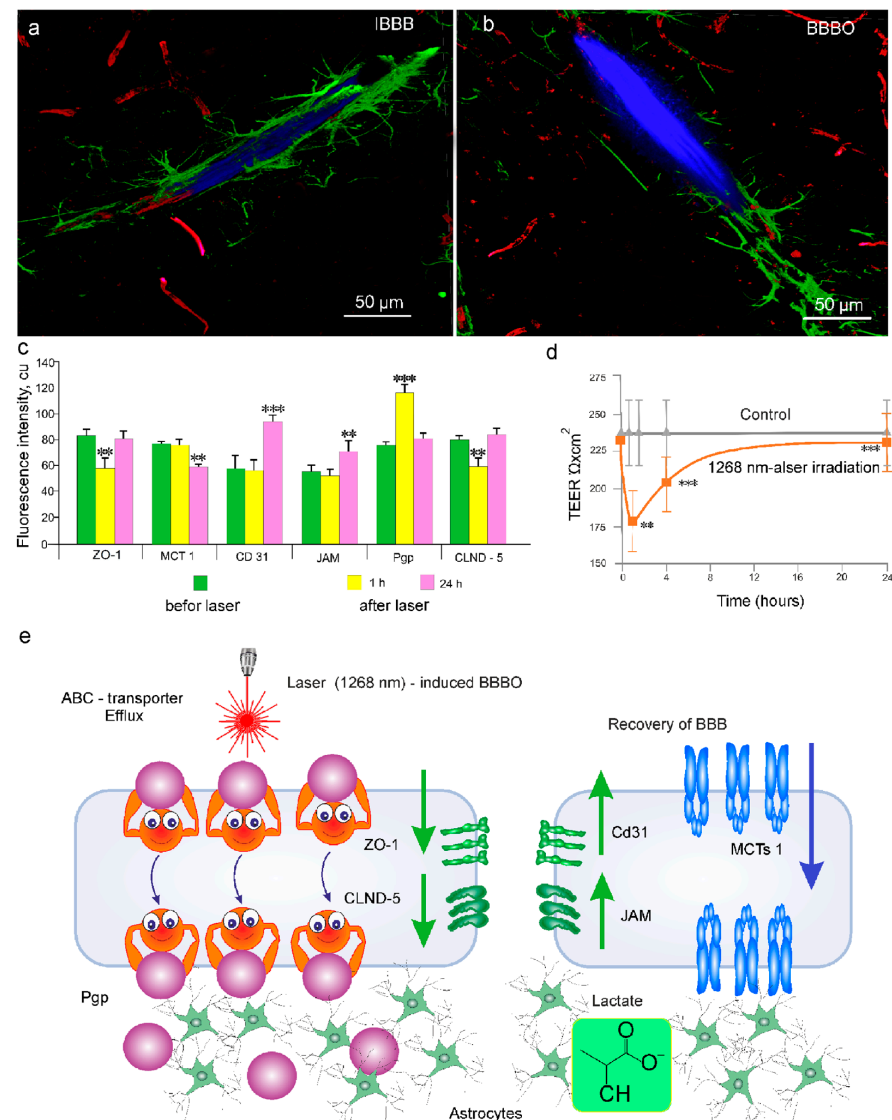 a
IBBB
b
BBBO
50 µm
50 µm
c
Fluorescence intensity, cu
140
120
100
80
60
40
20
0
**
**
***
**
***
**
ZO-1
MCT 1
CD 31
JAM
Pgp
CLND - 5
1 h
24 h
befor laser
after laser
d
TEER Ωxcm²
275
250
225
200
175
150
Control
1268 nm-alser irradiation
**
***
***
0
4
8
12
16
20
24
Time (hours)
e
ABC - transporter
Efflux
Laser (1268 nm) - induced BBBO
Recovery of BBB
ZO-1
CLND-5
Cd31
JAM
MCTs 1
Pgp
Lactate
O
O⁻
CH
Astrocytes